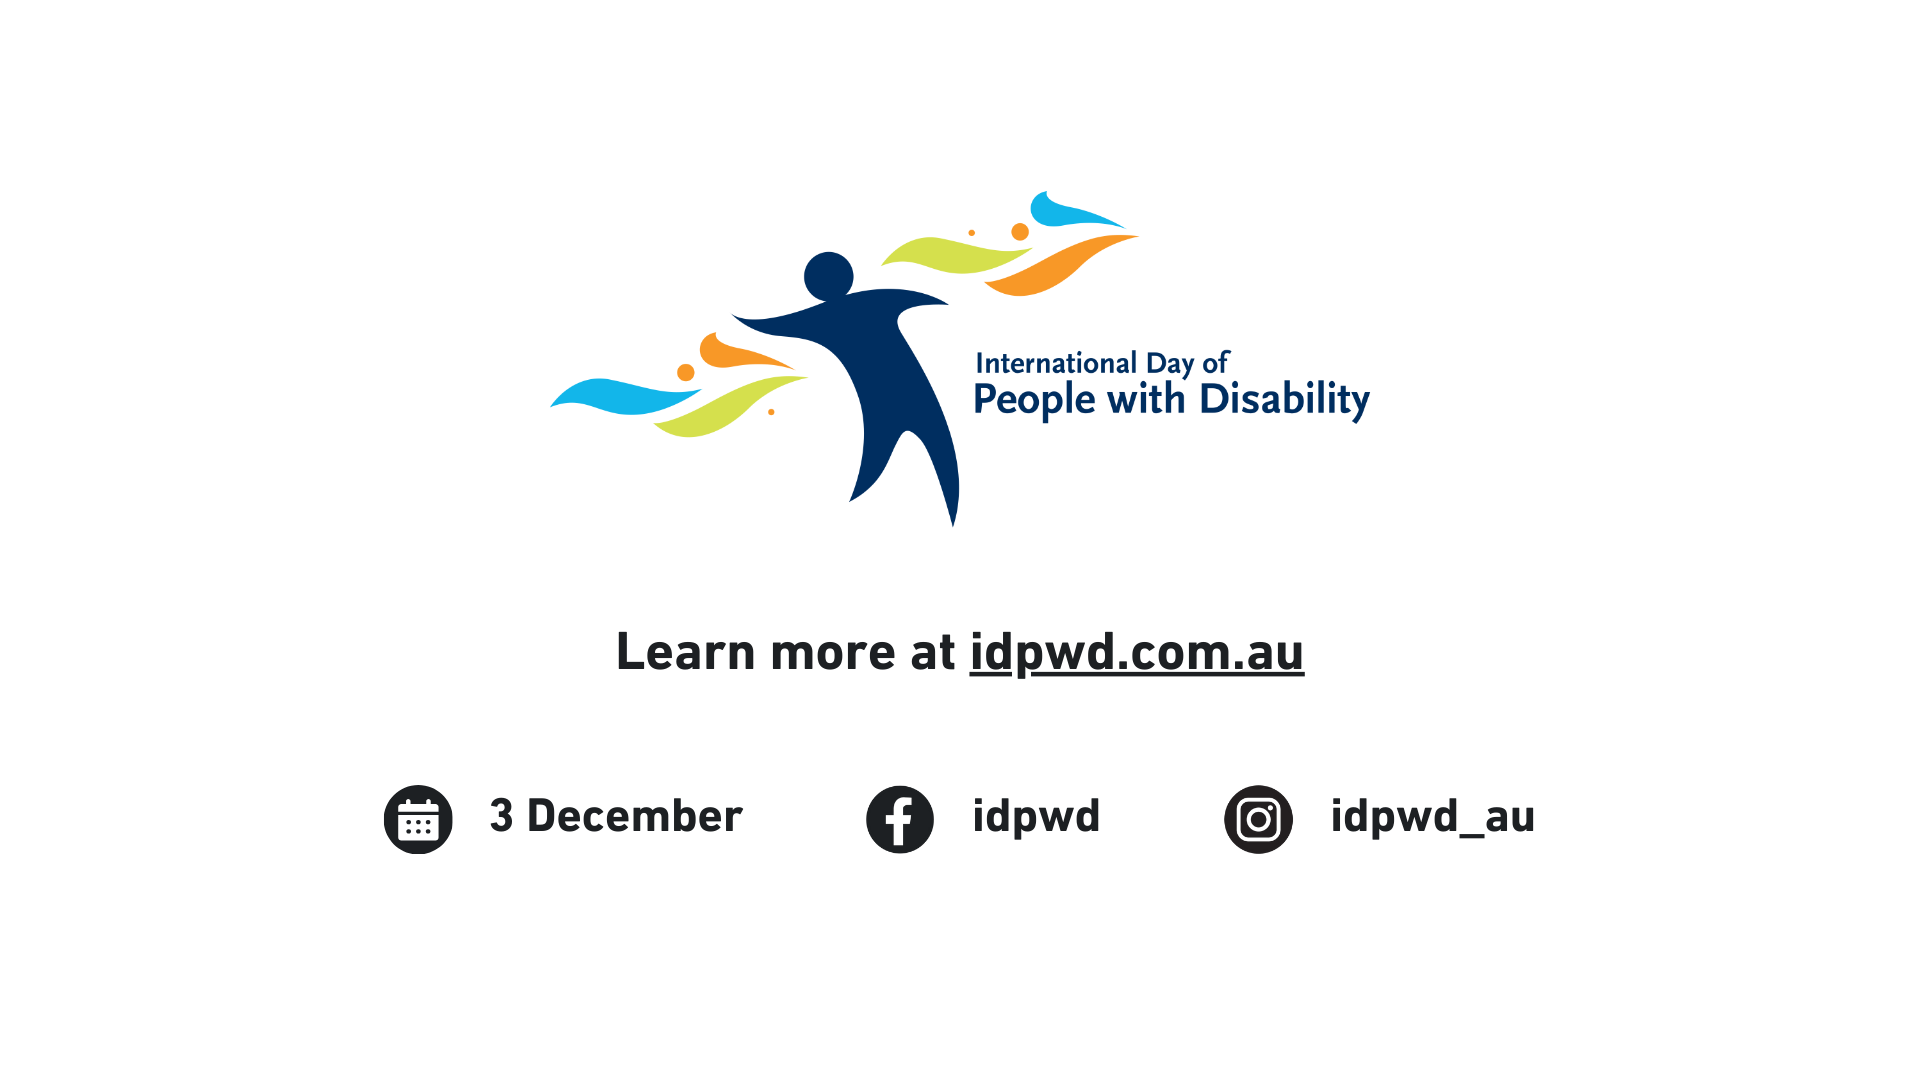 International Day of
People with Disability
Learn more at idpwd.com.au
3 December
idpwd
idpwd_au